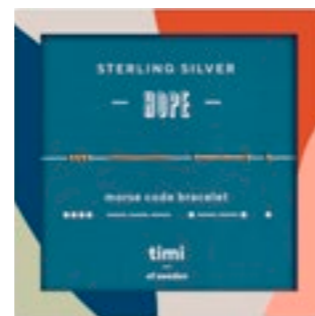 STERLING SILVER
— HOPE —
morse code bracelet
•••• — — — •——• •
timi
of sweden